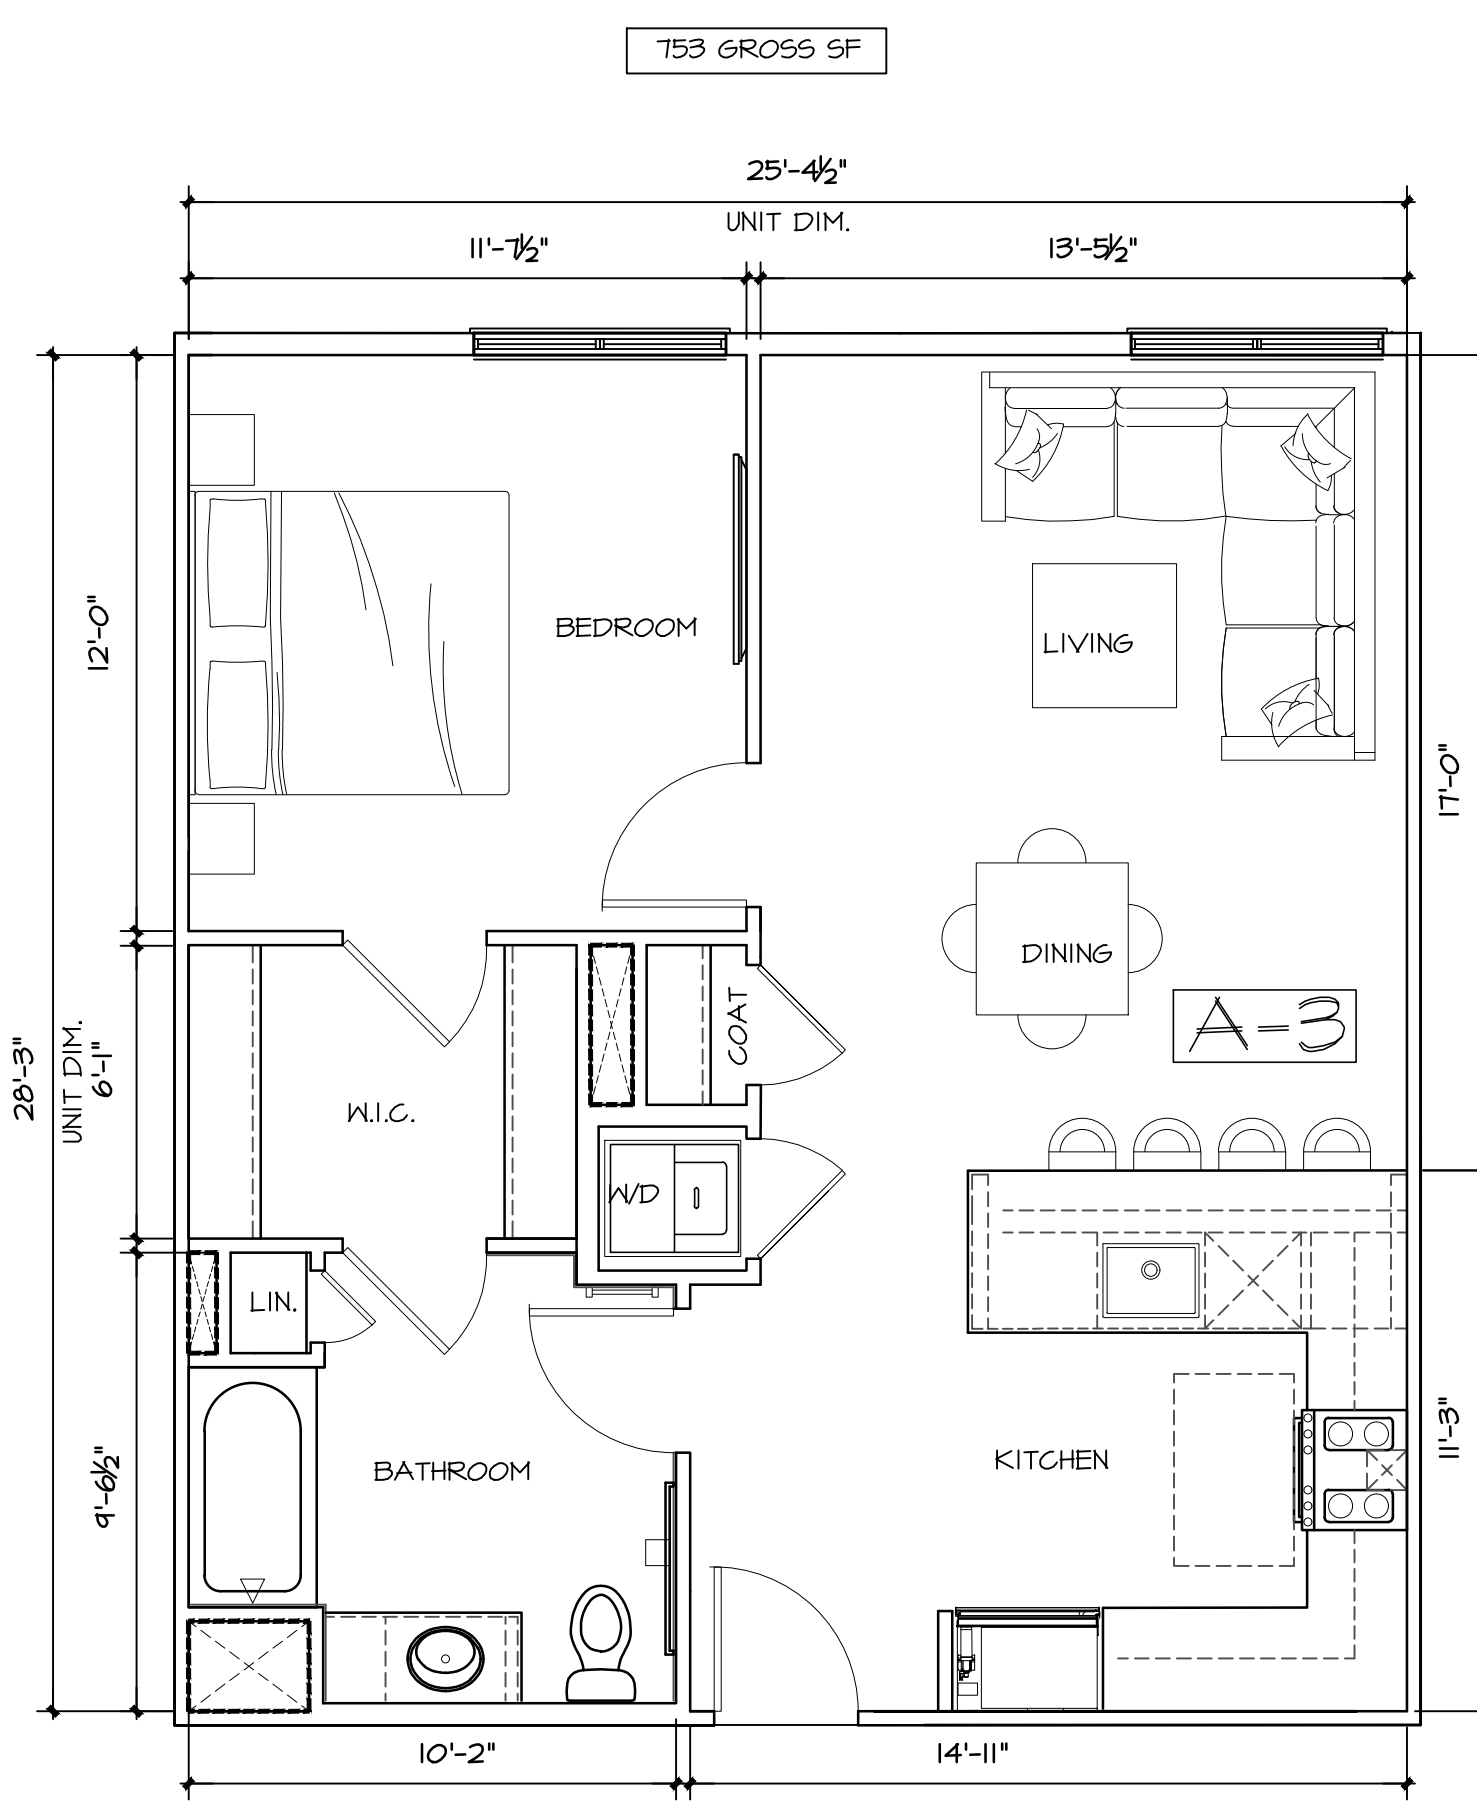 753 GROSS SF
25'-4½"
UNIT DIM.
11'-7½"
13'-5½"
12'-0"
BEDROOM
LIVING
17'-0"
DINING
COAT
A-3
28'-3"
UNIT DIM.
6'-1"
W.I.C.
W/D
LIN.
9'-6½"
BATHROOM
KITCHEN
11'-3"
10'-2"
14'-11"